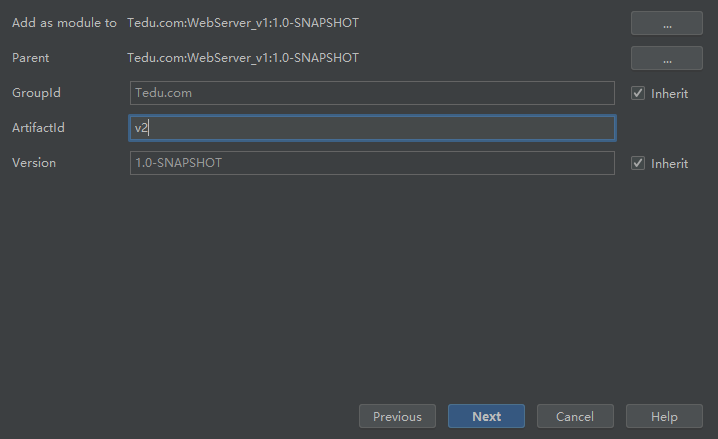 Add as module to Tedu.com:WebServer_v1:1.0-SNAPSHOT ...
Parent Tedu.com:WebServer_v1:1.0-SNAPSHOT ...
GroupId Tedu.com Inherit
ArtifactId v2
Version 1.0-SNAPSHOT Inherit
Previous Next Cancel Help